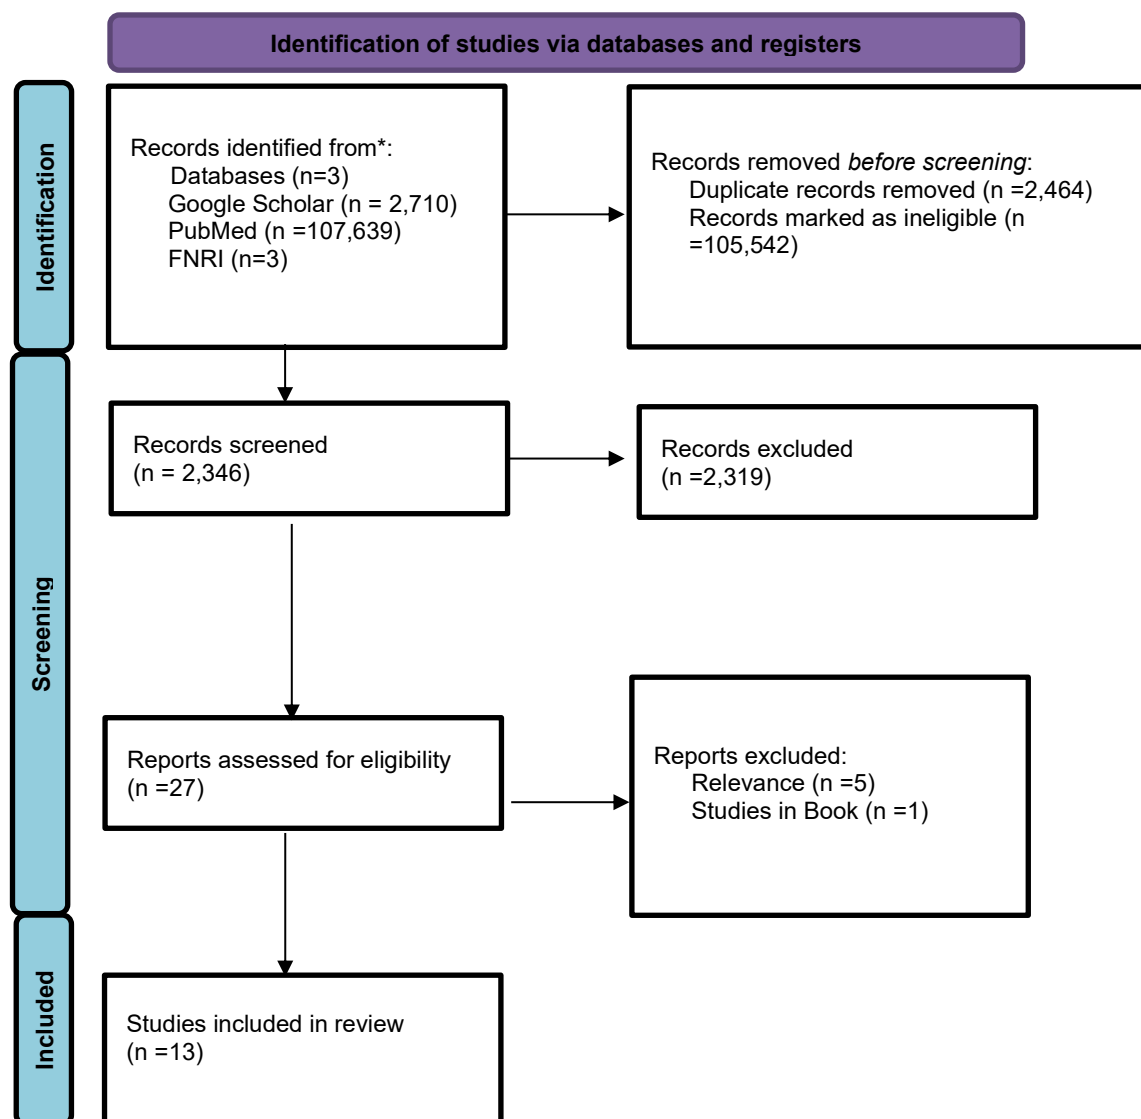 Identification of studies via databases and registers
Identification
Records identified from*:
Databases (n=3)
Google Scholar (n = 2,710)
PubMed (n =107,639)
FNRI (n=3)
Records removed before screening:
Duplicate records removed (n =2,464)
Records marked as ineligible (n
=105,542)
Screening
Records screened
(n = 2,346)
Records excluded
(n =2,319)
Reports assessed for eligibility
(n =27)
Reports excluded:
Relevance (n =5)
Studies in Book (n =1)
Included
Studies included in review
(n =13)